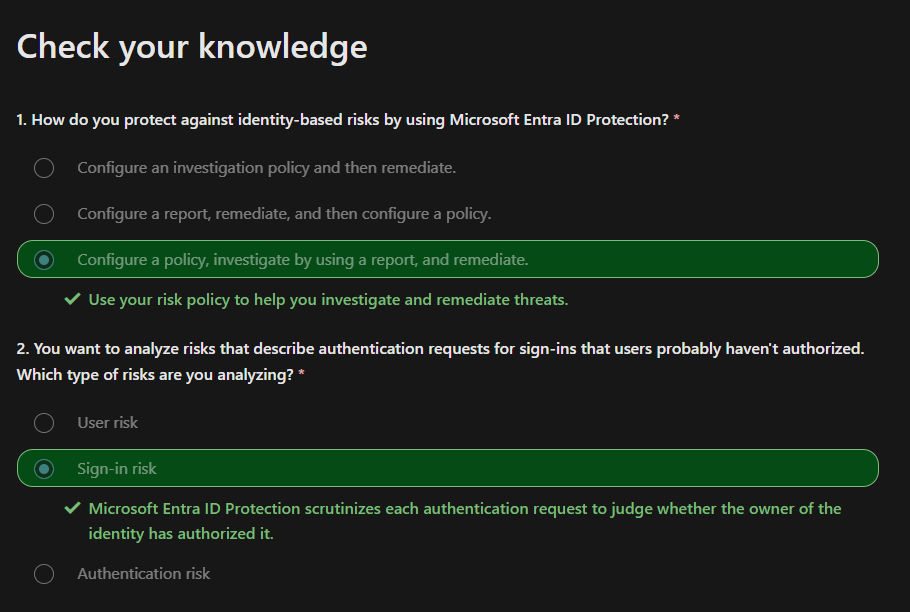 Check your knowledge
1. How do you protect against identity-based risks by using Microsoft Entra ID Protection? *
Configure an investigation policy and then remediate.
Configure a report, remediate, and then configure a policy.
Configure a policy, investigate by using a report, and remediate.
Use your risk policy to help you investigate and remediate threats.
2. You want to analyze risks that describe authentication requests for sign-ins that users probably haven't authorized.
Which type of risks are you analyzing? *
User risk
Sign-in risk
Microsoft Entra ID Protection scrutinizes each authentication request to judge whether the owner of the
identity has authorized it.
Authentication risk